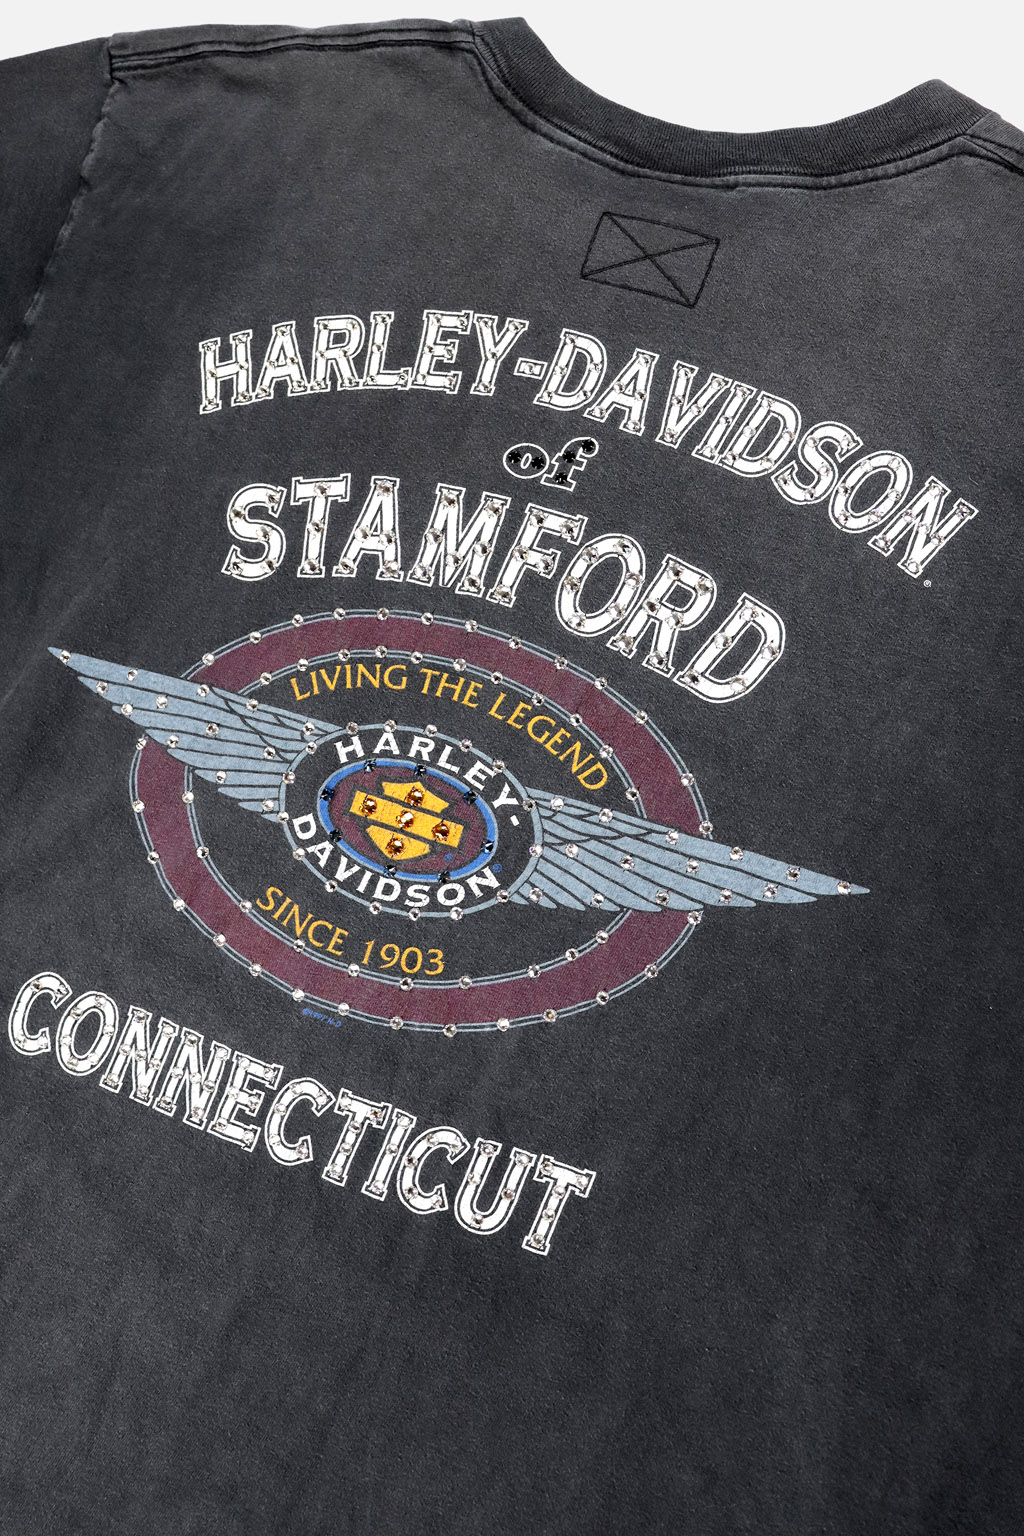 HARLEY-DAVIDSON®
of
STAMFORD
LIVING THE LEGEND
HARLEY-
DAVIDSON®
SINCE 1903
CONNECTICUT